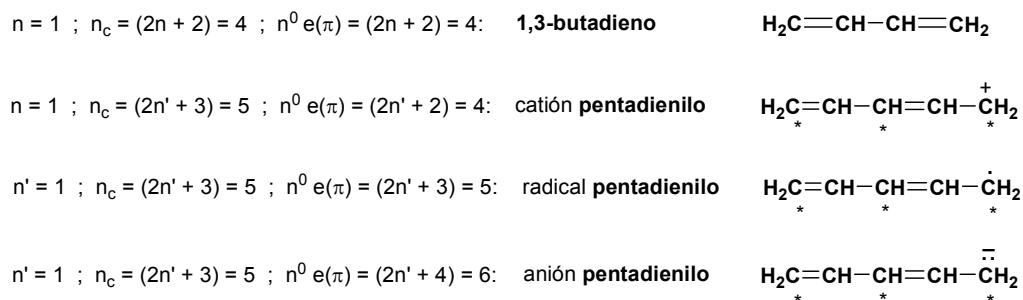 n = 1 ; n_c = (2n + 2) = 4 ; n⁰ e(π) = (2n + 2) = 4: 1,3-butadieno H₂C=CH−CH=CH₂
n = 1 ; n_c = (2n' + 3) = 5 ; n⁰ e(π) = (2n' + 2) = 4: catión pentadienilo H₂C=CH−CH=CH−CH₂ +
* * *
n' = 1 ; n_c = (2n' + 3) = 5 ; n⁰ e(π) = (2n' + 3) = 5: radical pentadienilo H₂C=CH−CH=CH−ĊH₂
* * *
n' = 1 ; n_c = (2n' + 3) = 5 ; n⁰ e(π) = (2n' + 4) = 6: anión pentadienilo H₂C=CH−CH=CH−CH₂ − ..
* * *